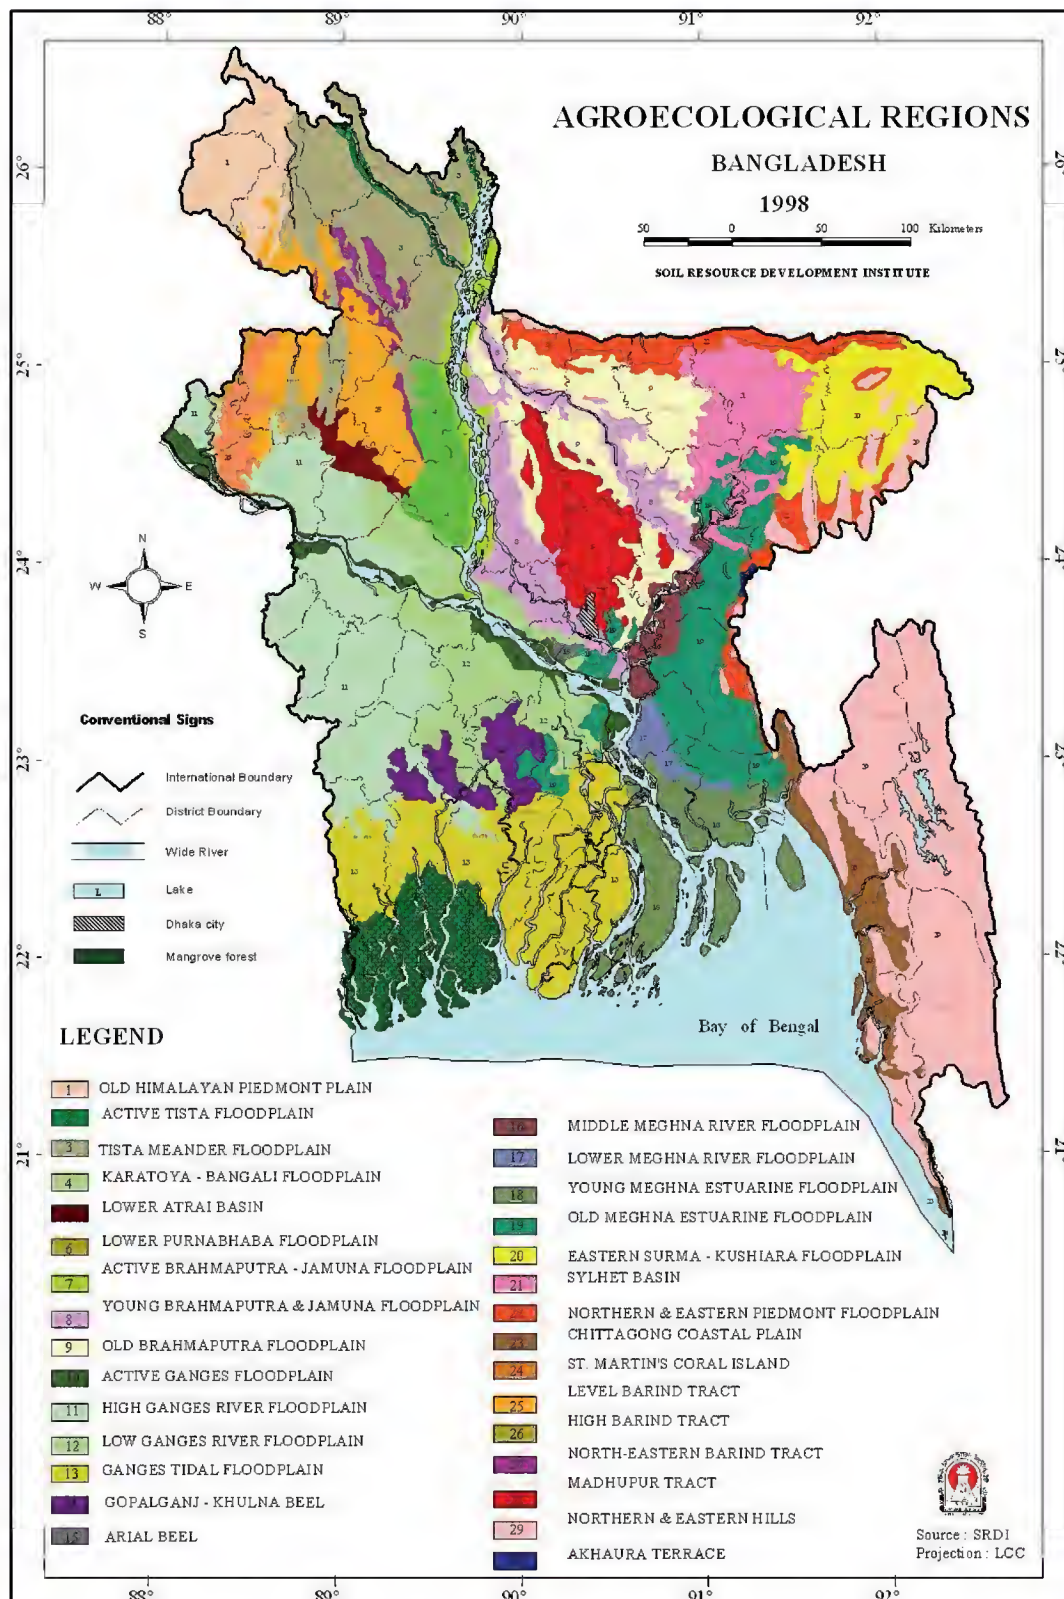 88° 89° 90° 91° 92°
AGROECOLOGICAL REGIONS
BANGLADESH
1998
50 0 50 100 Kilometers
SOIL RESOURCE DEVELOPMENT INSTITUTE
26°
25°
24°
23°
22°
21°
N
W E
S
Conventional Signs
International Boundary
District Boundary
Wide River
L Lake
Dhaka city
Mangrove forest
Bay of Bengal
LEGEND
1 OLD HIMALAYAN PIEDMONT PLAIN
ACTIVE TISTA FLOODPLAIN
3 TISTA MEANDER FLOODPLAIN
4 KARATOYA - BANGALI FLOODPLAIN
LOWER ATRAI BASIN
6 LOWER PURNABHABA FLOODPLAIN
7 ACTIVE BRAHMAPUTRA - JAMUNA FLOODPLAIN
8 YOUNG BRAHMAPUTRA & JAMUNA FLOODPLAIN
9 OLD BRAHMAPUTRA FLOODPLAIN
10 ACTIVE GANGES FLOODPLAIN
11 HIGH GANGES RIVER FLOODPLAIN
12 LOW GANGES RIVER FLOODPLAIN
13 GANGES TIDAL FLOODPLAIN
GOPALGANJ - KHULNA BEEL
15 ARIAL BEEL
16 MIDDLE MEGHNA RIVER FLOODPLAIN
17 LOWER MEGHNA RIVER FLOODPLAIN
18 YOUNG MEGHNA ESTUARINE FLOODPLAIN
19 OLD MEGHNA ESTUARINE FLOODPLAIN
20 EASTERN SURMA - KUSHIARA FLOODPLAIN
21 SYLHET BASIN
22 NORTHERN & EASTERN PIEDMONT FLOODPLAIN
23 CHITTAGONG COASTAL PLAIN
24 ST. MARTIN'S CORAL ISLAND
25 LEVEL BARIND TRACT
26 HIGH BARIND TRACT
NORTH-EASTERN BARIND TRACT
MADHUPUR TRACT
29 NORTHERN & EASTERN HILLS
AKHAURA TERRACE
Source : SRDI
Projection : LCC
88° 89° 90° 91° 92°